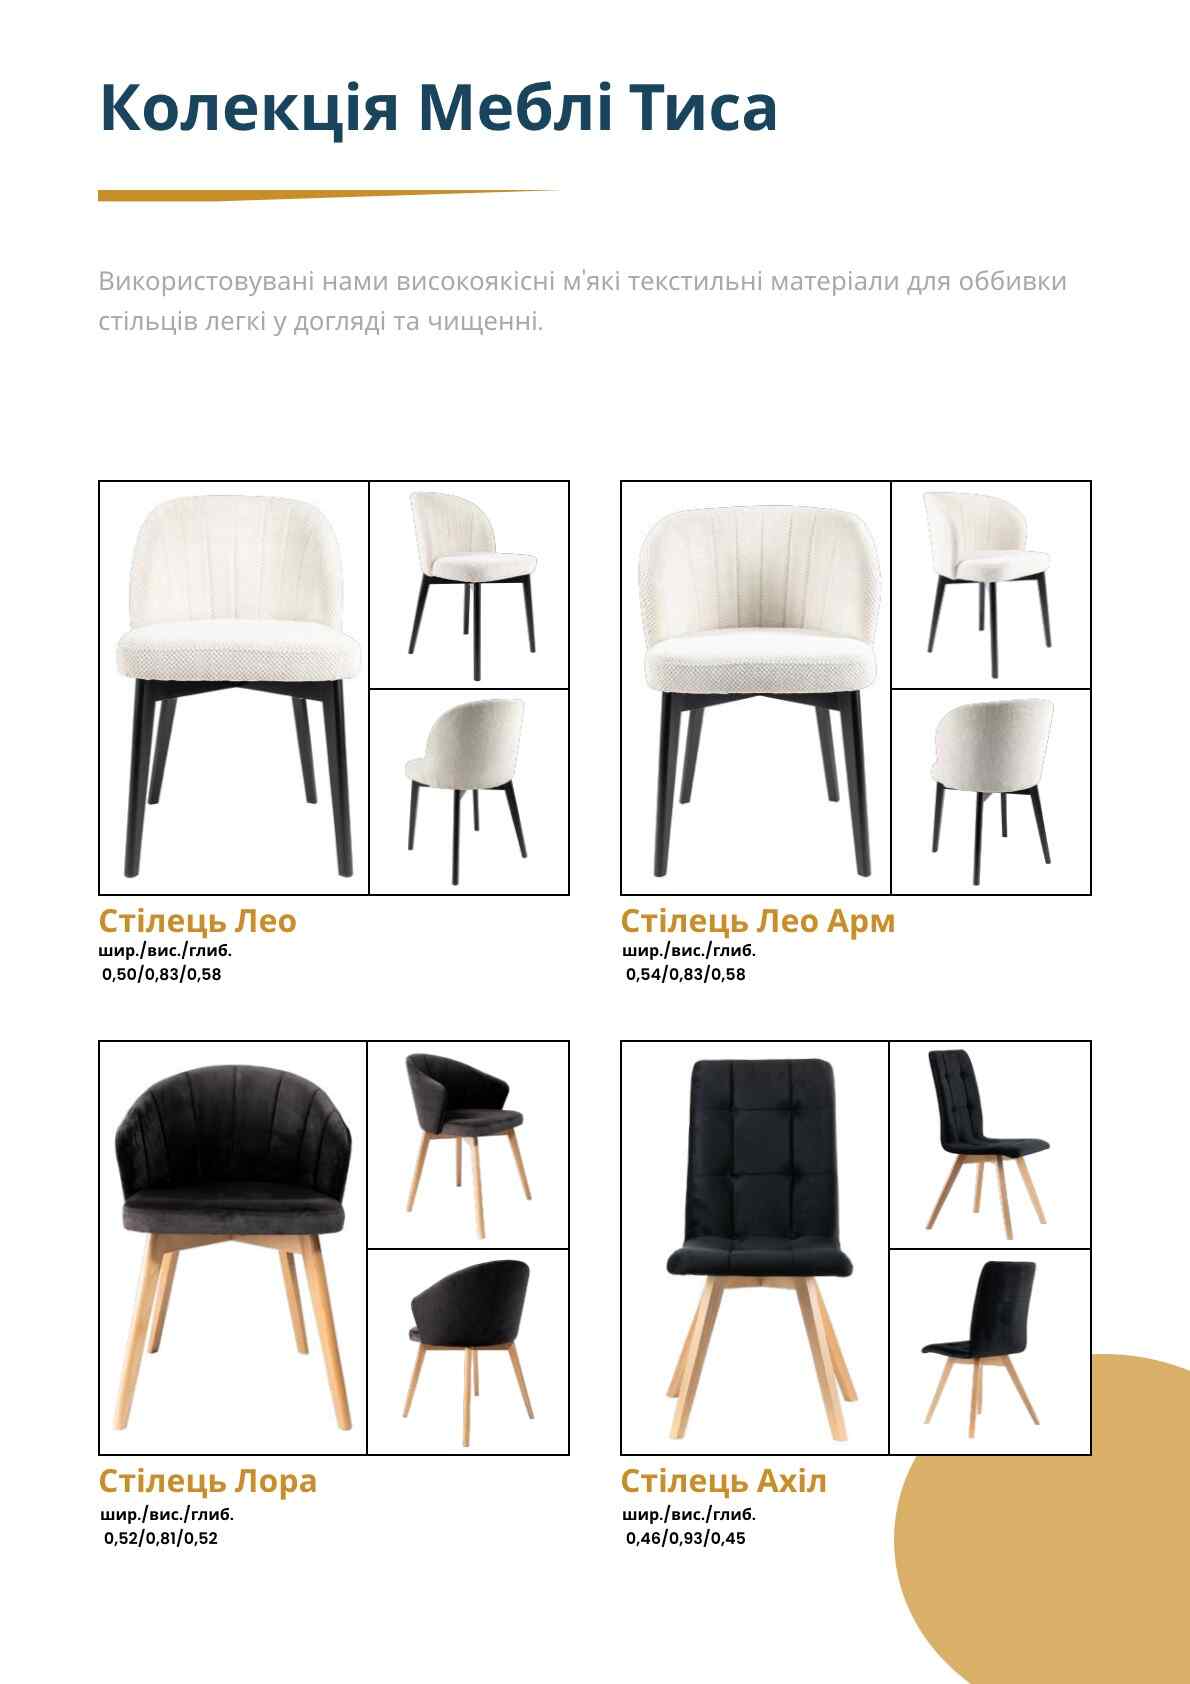 Колекція Меблі Тиса
Використовувані нами високоякісні м'які текстильні матеріали для оббивки
стільців легкі у догляді та чищенні.
Стілець Лео
шир./вис./глиб.
0,50/0,83/0,58
Стілець Лео Арм
шир./вис./глиб.
0,54/0,83/0,58
Стілець Лора
шир./вис./глиб.
0,52/0,81/0,52
Стілець Ахіл
шир./вис./глиб.
0,46/0,93/0,45